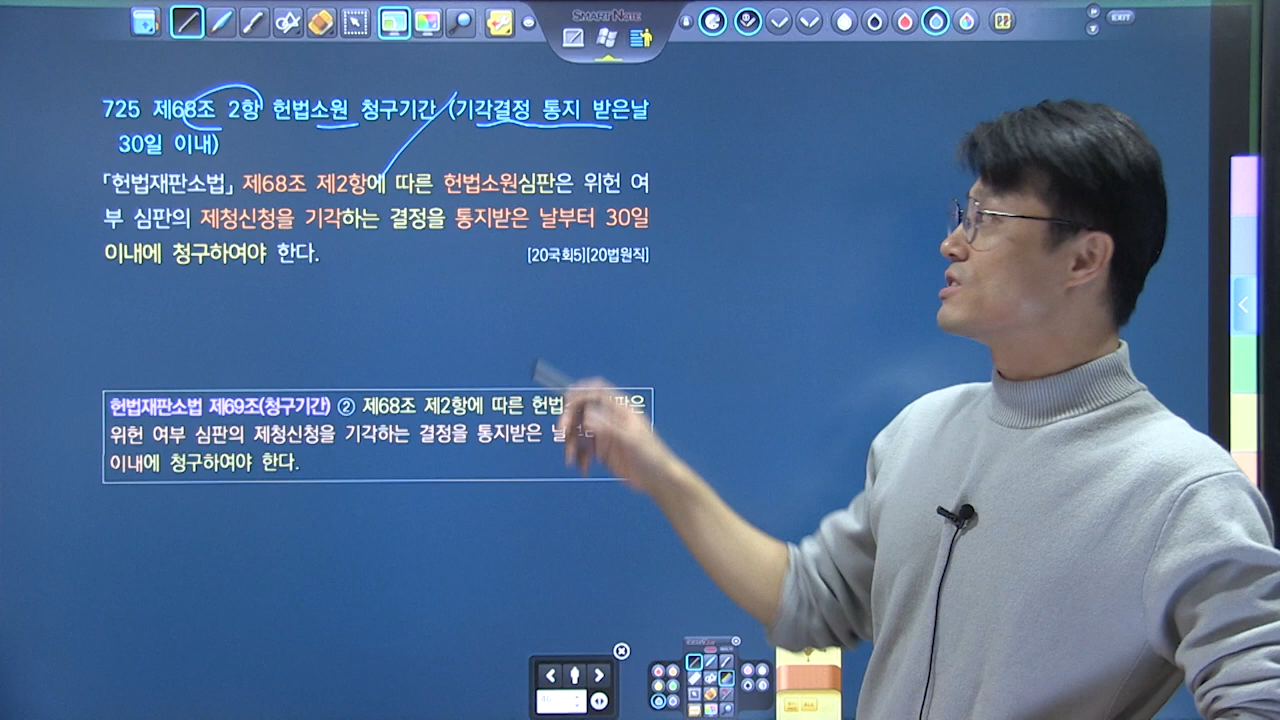 SMART NOTE
EXIT
725 제68조 2항 헌법소원 청구기간 (기각결정 통지 받은날
30일 이내)
「헌법재판소법」 제68조 제2항에 따른 헌법소원심판은 위헌 여
부 심판의 제청신청을 기각하는 결정을 통지받은 날부터 30일
이내에 청구하여야 한다.
[20국회5][20법원직]
헌법재판소법 제69조(청구기간) ② 제68조 제2항에 따른 헌법
위헌 여부 심판의 제청신청을 기각하는 결정을 통지받은
이내에 청구하여야 한다.